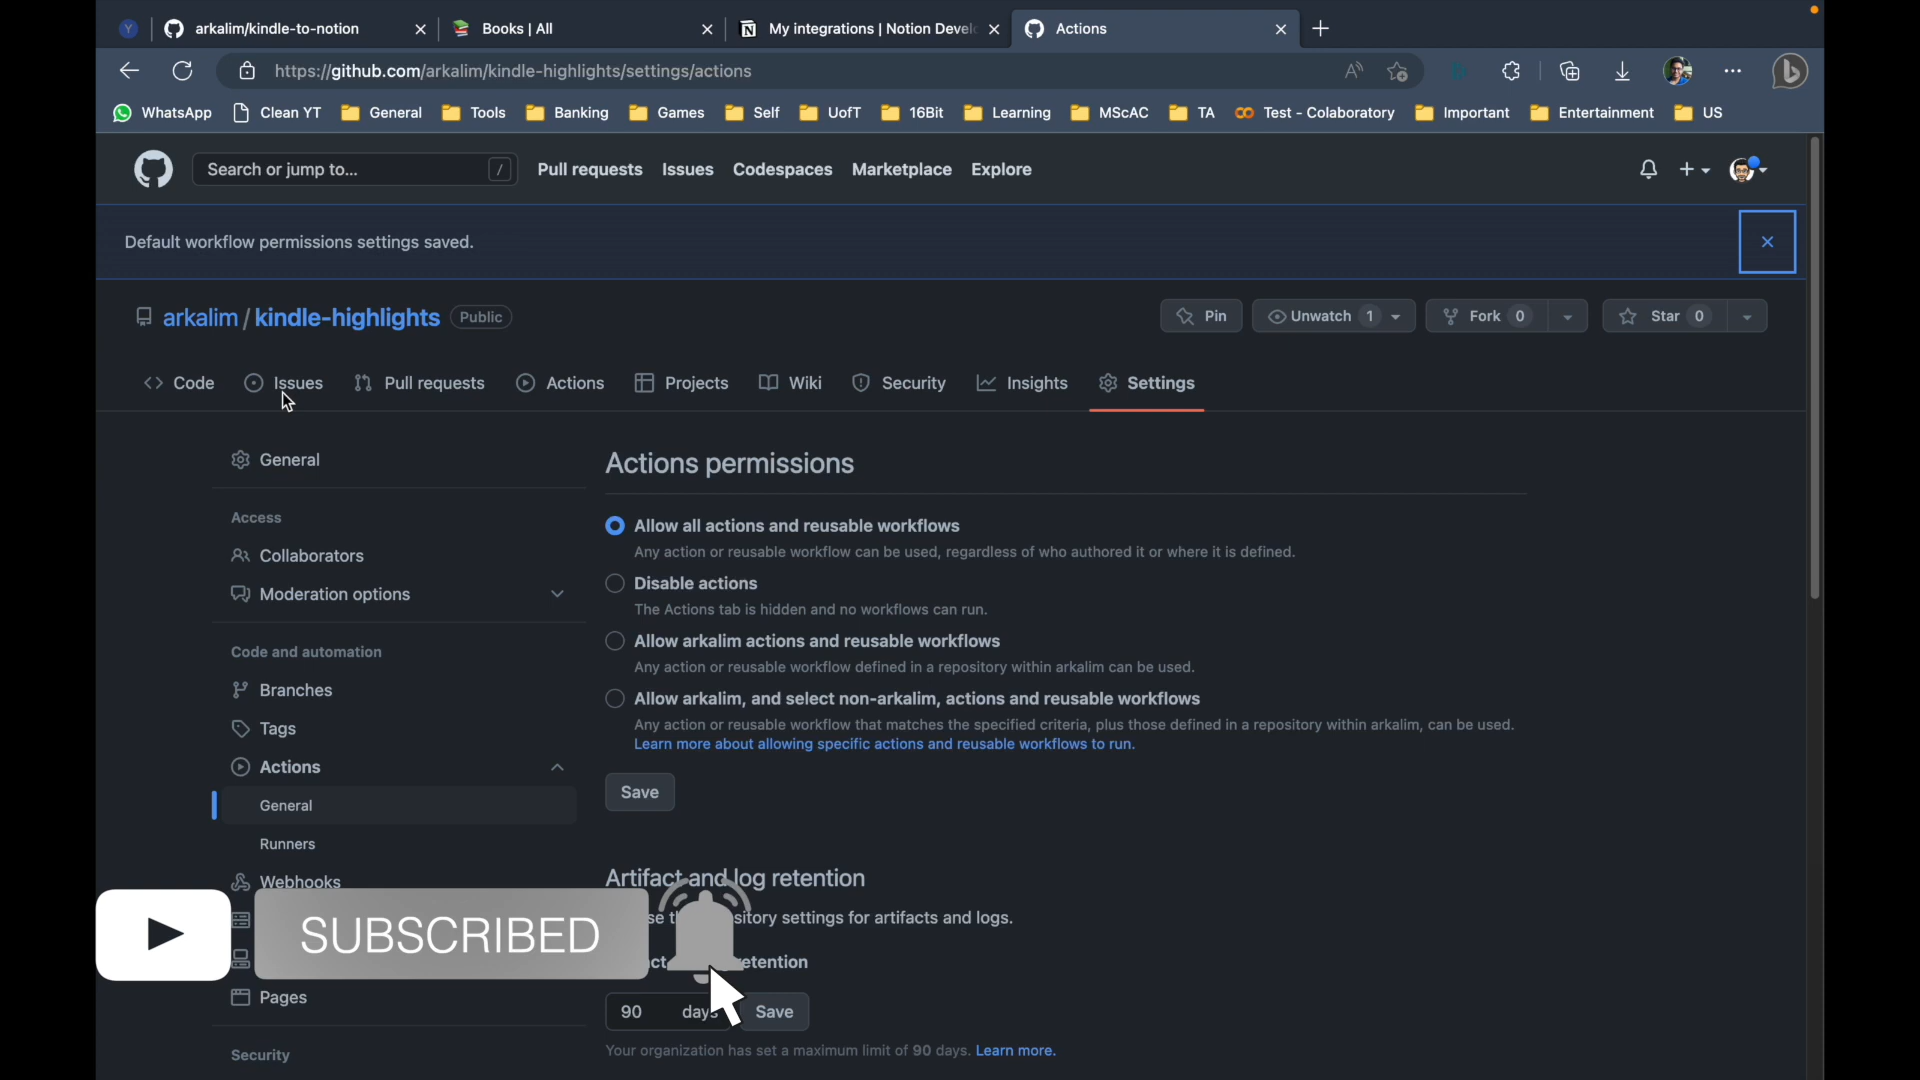 arkalim/kindle-to-notion
Books | All
My integrations | Notion Devel
Actions
https://github.com/arkalim/kindle-highlights/settings/actions
WhatsApp
Clean YT
General
Tools
Banking
Games
Self
UofT
16Bit
Learning
MScAC
TA
Test - Colaboratory
Important
Entertainment
US
Search or jump to...
/
Pull requests
Issues
Codespaces
Marketplace
Explore
Default workflow permissions settings saved.
arkalim / kindle-highlights
Public
Pin
Unwatch 1
Fork 0
Star 0
Code
Issues
Pull requests
Actions
Projects
Wiki
Security
Insights
Settings
General
Access
Collaborators
Moderation options
Code and automation
Branches
Tags
Actions
General
Runners
Webhooks
Pages
Security
Actions permissions
Allow all actions and reusable workflows
Any action or reusable workflow can be used, regardless of who authored it or where it is defined.
Disable actions
The Actions tab is hidden and no workflows can run.
Allow arkalim actions and reusable workflows
Any action or reusable workflow defined in a repository within arkalim can be used.
Allow arkalim, and select non-arkalim, actions and reusable workflows
Any action or reusable workflow that matches the specified criteria, plus those defined in a repository within arkalim, can be used.
Learn more about allowing specific actions and reusable workflows to run.
Save
Artifact and log retention
settings for artifacts and logs.
retention
90 days
Save
Your organization has set a maximum limit of 90 days. Learn more.
SUBSCRIBED